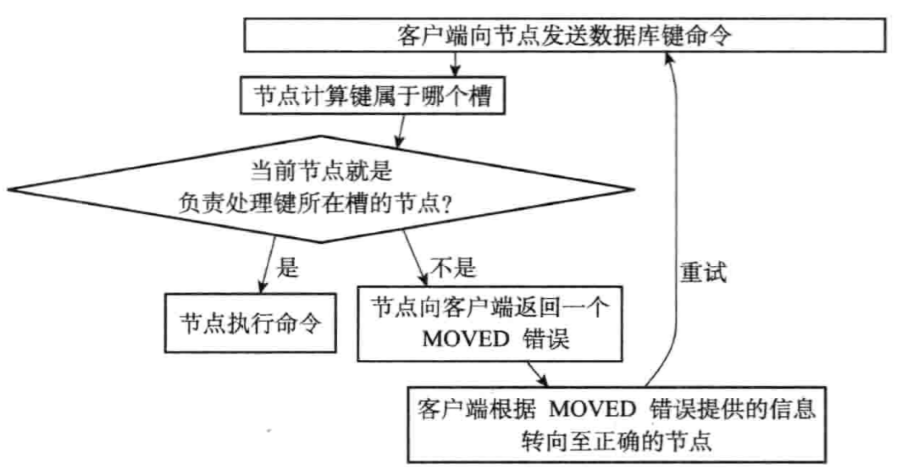 客户端向节点发送数据库键命令
节点计算键属于哪个槽
当前节点就是
负责处理键所在槽的节点?
是
不是
重试
节点执行命令
节点向客户端返回一个
MOVED 错误
客户端根据 MOVED 错误提供的信息
转向至正确的节点